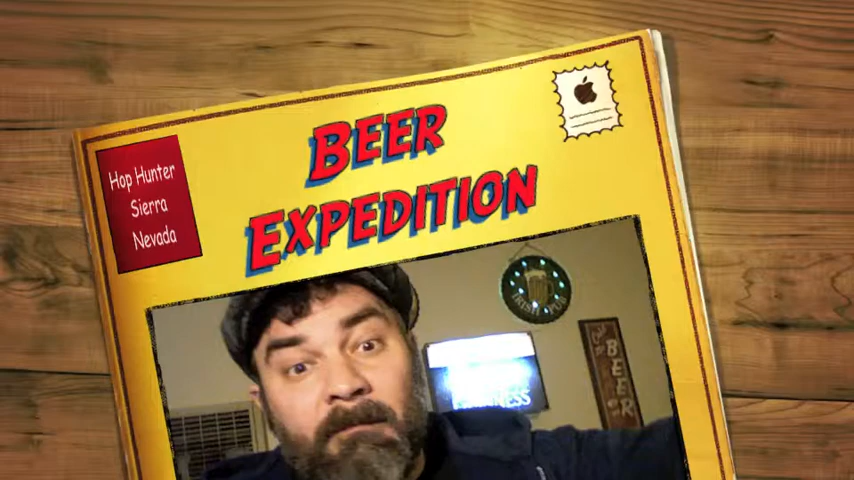 BEER
EXPEDITION
Hop Hunter
Sierra
Nevada
IRISH PUB
BEER